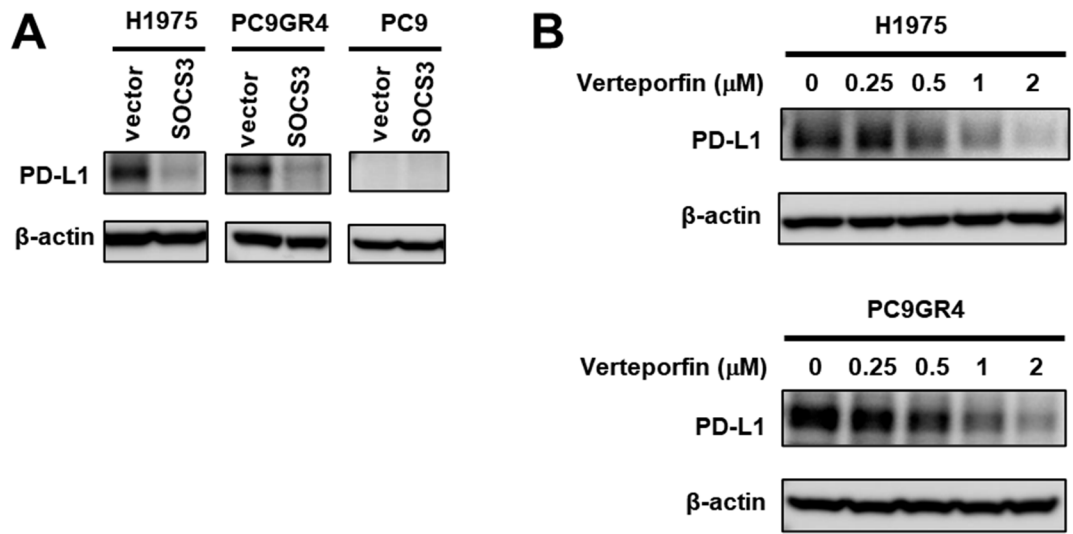 A
H1975 PC9GR4 PC9
vector SOCS3 vector SOCS3 vector SOCS3
PD-L1
β-actin
B
H1975
Verteporfin (μM) 0 0.25 0.5 1 2
PD-L1
β-actin
PC9GR4
Verteporfin (μM) 0 0.25 0.5 1 2
PD-L1
β-actin